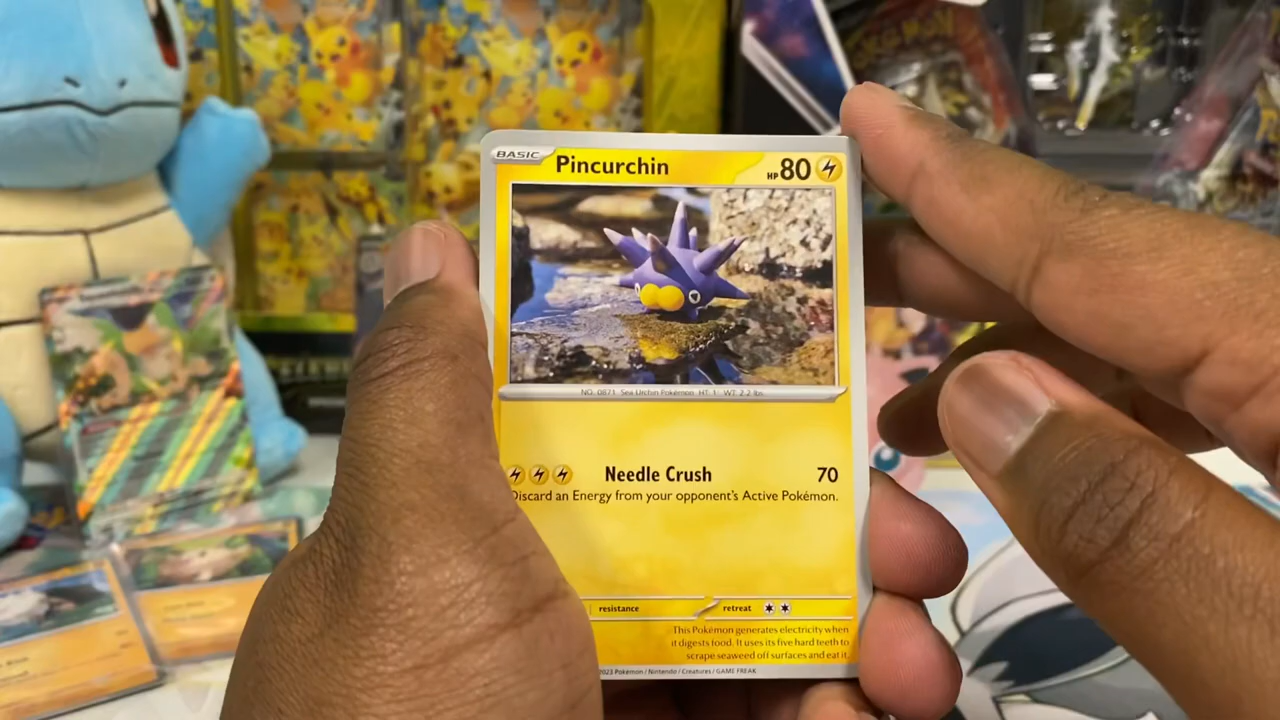 POKÉMON
BASIC Pincurchin HP 80
NO. 0871 Sea Urchin Pokémon HT: 1' WT: 2.2 lbs.
Needle Crush 70
Discard an Energy from your opponent's Active Pokémon.
resistance retreat
This Pokémon generates electricity when
it digests food. It uses its five hard teeth to
scrape seaweed off surfaces and eat it.
2023 Pokémon / Nintendo / Creatures / GAME FREAK